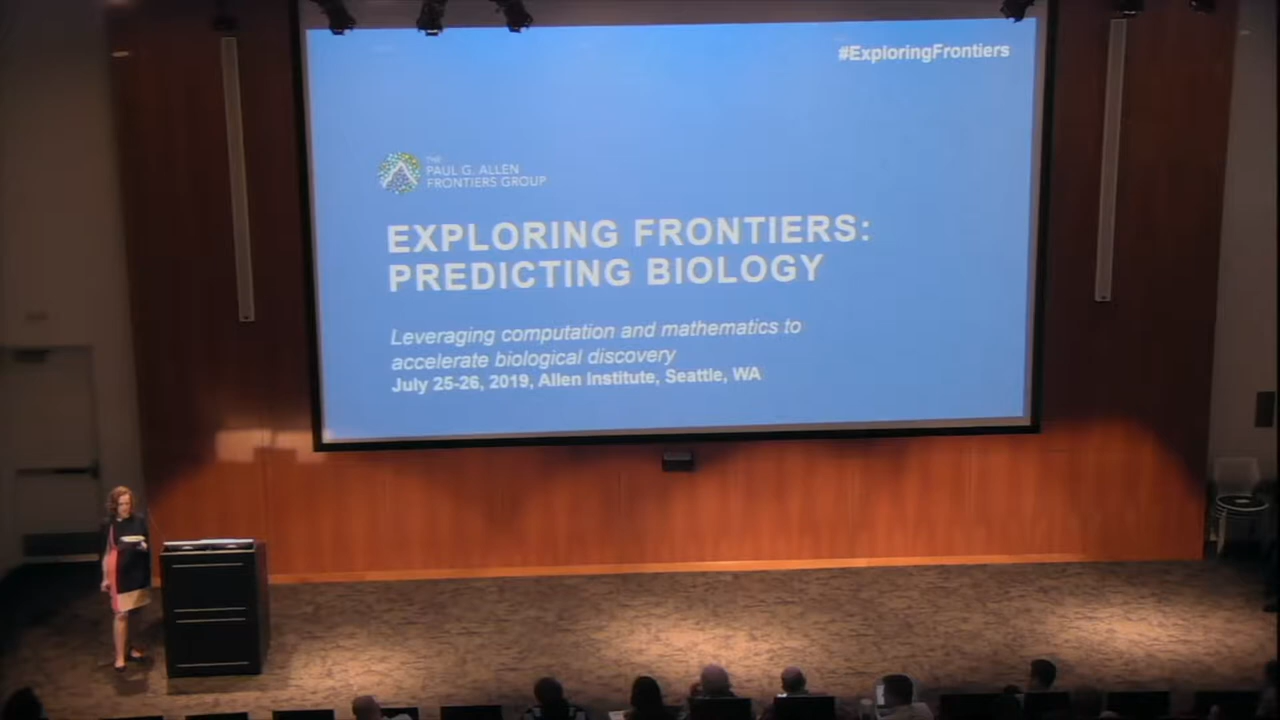 #ExploringFrontiers
THE
PAUL G. ALLEN
FRONTIERS GROUP
EXPLORING FRONTIERS:
PREDICTING BIOLOGY
Leveraging computation and mathematics to
accelerate biological discovery
July 25-26, 2019, Allen Institute, Seattle, WA